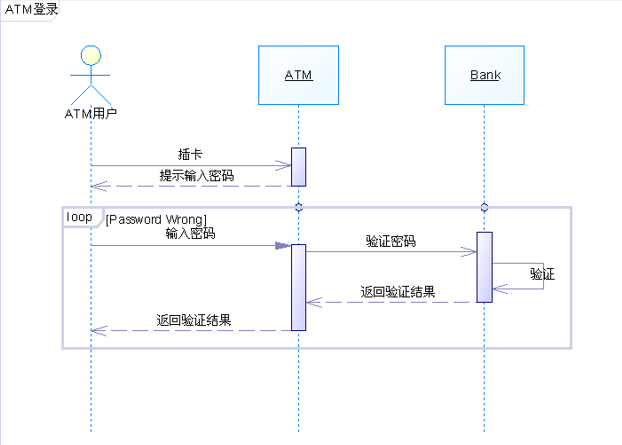 ATM登录
ATM
Bank
ATM用户
插卡
提示输入密码
loop
[Password Wrong]
输入密码
验证密码
验证
返回验证结果
返回验证结果